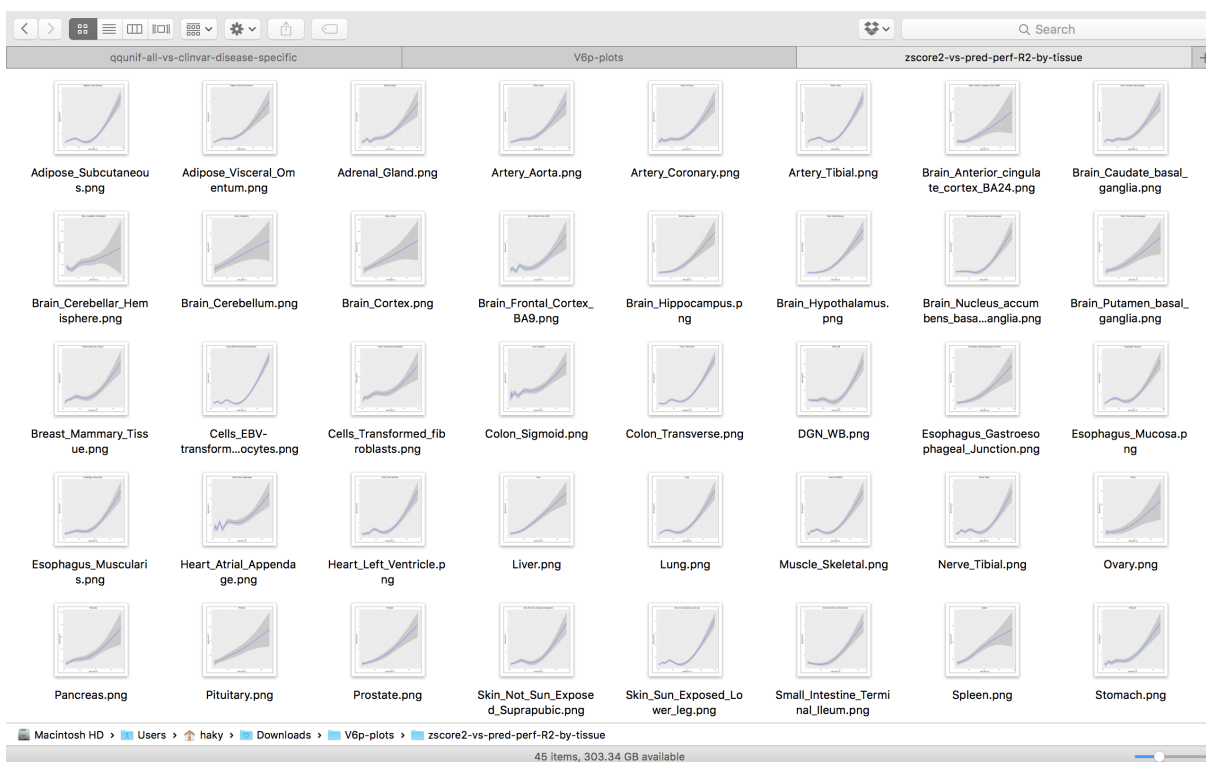 Search
qqunif-all-vs-clinvar-disease-specific
V6p-plots
zscore2-vs-pred-perf-R2-by-tissue
Adipose_Subcutaneou
s.png
Adipose_Visceral_Om
entum.png
Adrenal_Gland.png
Artery_Aorta.png
Artery_Coronary.png
Artery_Tibial.png
Brain_Anterior_cingula
te_cortex_BA24.png
Brain_Caudate_basal_
ganglia.png
Brain_Cerebellar_Hem
isphere.png
Brain_Cerebellum.png
Brain_Cortex.png
Brain_Frontal_Cortex_
BA9.png
Brain_Hippocampus.p
ng
Brain_Hypothalamus.
png
Brain_Nucleus_accum
bens_basa...anglia.png
Brain_Putamen_basal_
ganglia.png
Breast_Mammary_Tiss
ue.png
Cells_EBV-
transform...ocytes.png
Cells_Transformed_fib
roblasts.png
Colon_Sigmoid.png
Colon_Transverse.png
DGN_WB.png
Esophagus_Gastroeso
phageal_Junction.png
Esophagus_Mucosa.p
ng
Esophagus_Musculari
s.png
Heart_Atrial_Appenda
ge.png
Heart_Left_Ventricle.p
ng
Liver.png
Lung.png
Muscle_Skeletal.png
Nerve_Tibial.png
Ovary.png
Pancreas.png
Pituitary.png
Prostate.png
Skin_Not_Sun_Expose
d_Suprapubic.png
Skin_Sun_Exposed_Lo
wer_leg.png
Small_Intestine_Termi
nal_Ileum.png
Spleen.png
Stomach.png
Macintosh HD › Users › haky › Downloads › V6p-plots › zscore2-vs-pred-perf-R2-by-tissue
45 items, 303.34 GB available